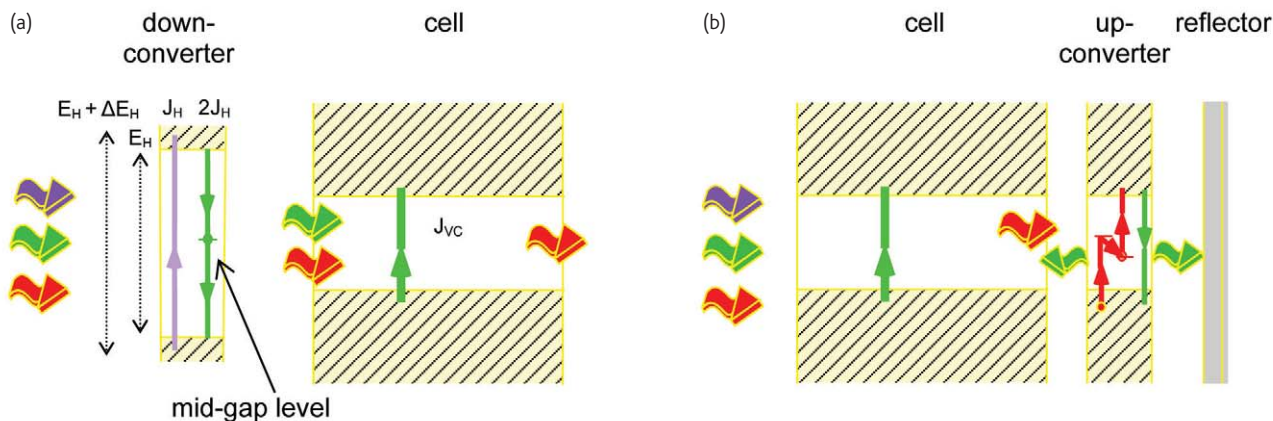 (a)
down-
converter
cell
E_H + ΔE_H
J_H
2J_H
E_H
J_VC
mid-gap level
(b)
cell
up-
converter
reflector